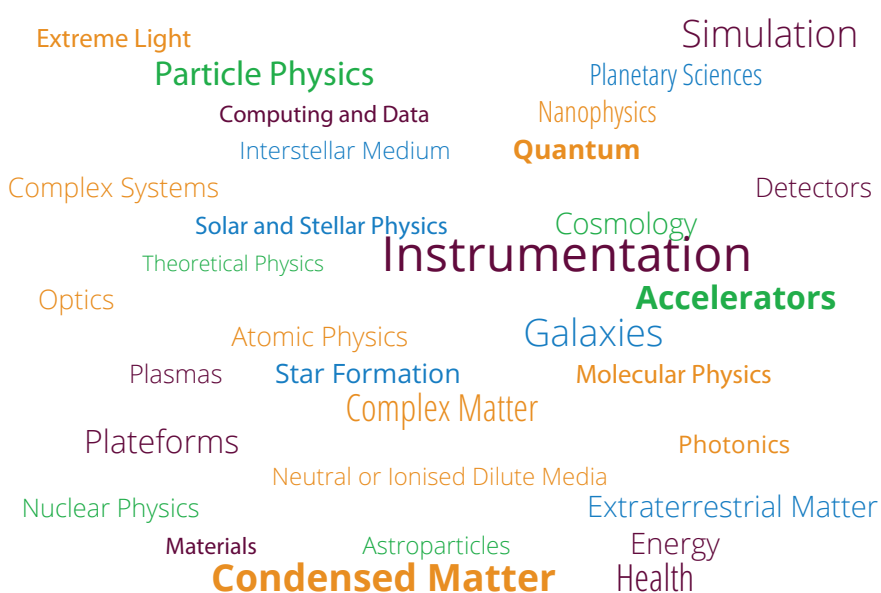 Extreme Light
Simulation
Particle Physics
Planetary Sciences
Computing and Data
Nanophysics
Interstellar Medium
Quantum
Complex Systems
Detectors
Solar and Stellar Physics
Cosmology
Instrumentation
Theoretical Physics
Optics
Accelerators
Atomic Physics
Galaxies
Plasmas
Star Formation
Molecular Physics
Complex Matter
Plateforms
Photonics
Neutral or Ionised Dilute Media
Nuclear Physics
Extraterrestrial Matter
Materials
Astroparticles
Energy
Condensed Matter
Health